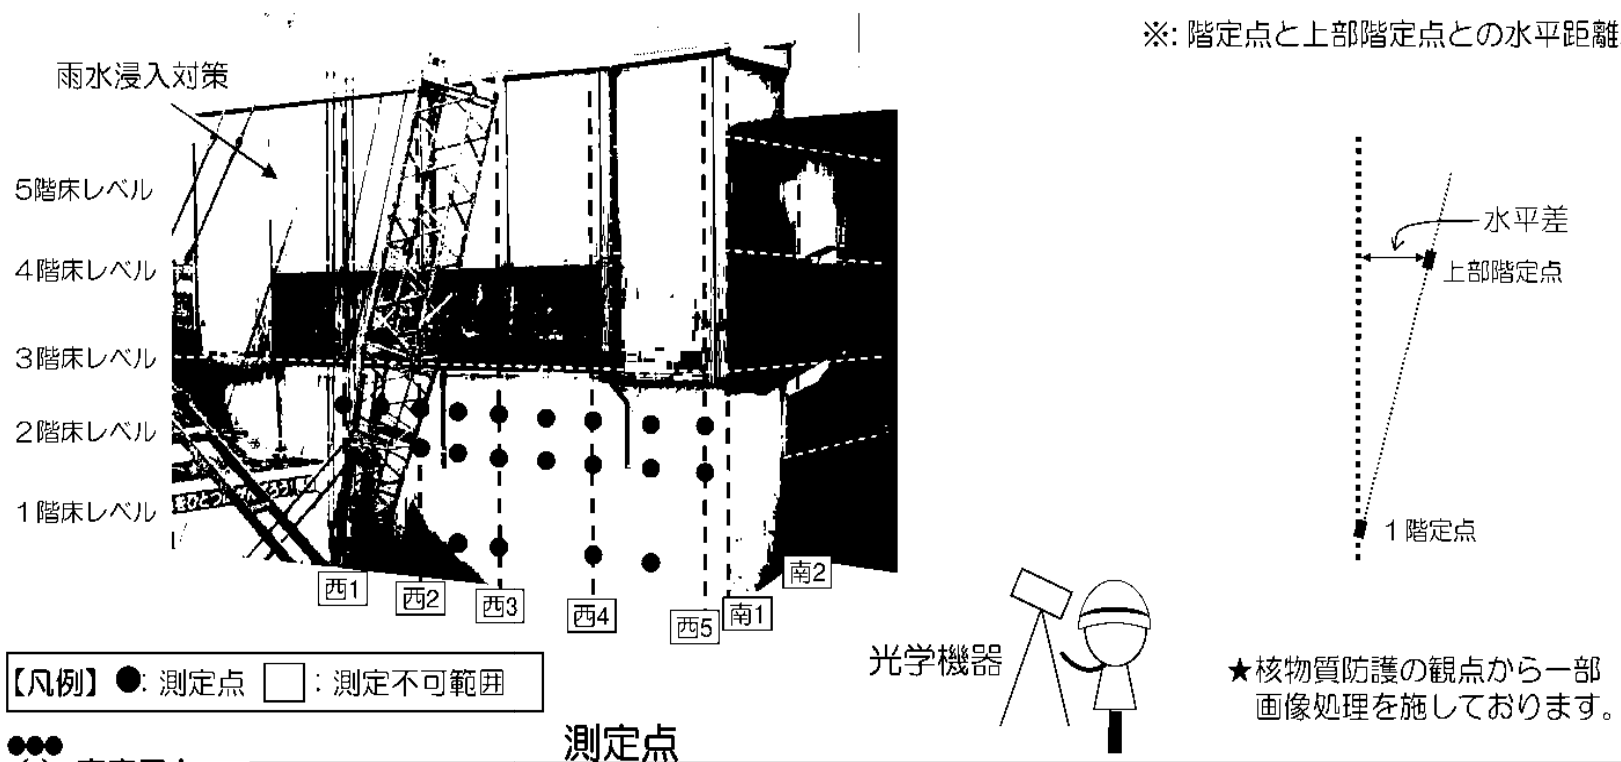 ※: 階定点と上部階定点との水平距離
雨水浸入対策
5階床レベル
4階床レベル
3階床レベル
2階床レベル
1階床レベル
西1
西2
西3
西4
西5
南1
南2
水平差
上部階定点
1階定点
光学機器
【凡例】●: 測定点 □: 測定不可範囲
★核物質防護の観点から一部
画像処理を施しております。
測定点